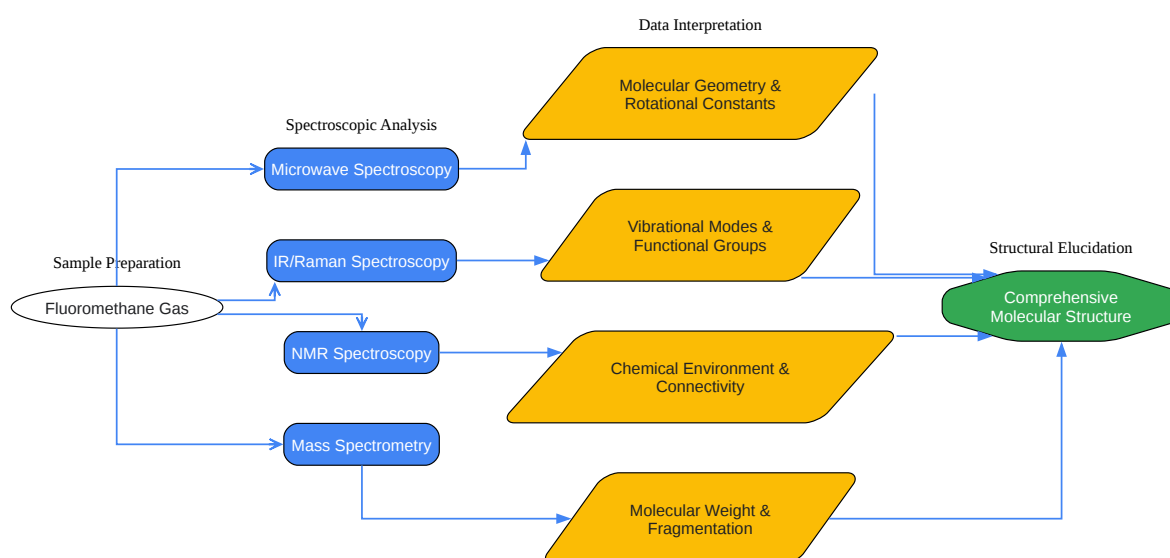 Data Interpretation
Molecular Geometry &
Rotational Constants
Spectroscopic Analysis
Microwave Spectroscopy
Vibrational Modes &
Functional Groups
Structural Elucidation
Sample Preparation
IR/Raman Spectroscopy
Fluoromethane Gas
Comprehensive
Molecular Structure
NMR Spectroscopy
Chemical Environment &
Connectivity
Mass Spectrometry
Molecular Weight &
Fragmentation